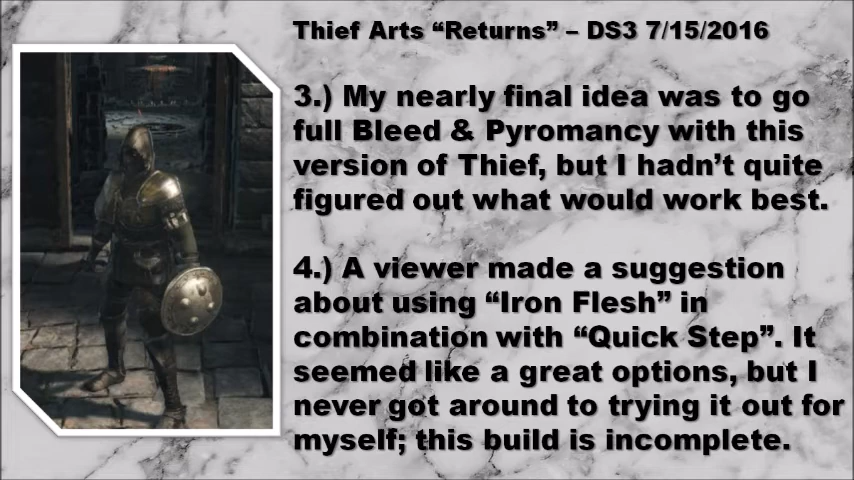 Thief Arts “Returns” – DS3 7/15/2016
3.) My nearly final idea was to go
full Bleed & Pyromancy with this
version of Thief, but I hadn’t quite
figured out what would work best.
4.) A viewer made a suggestion
about using “Iron Flesh” in
combination with “Quick Step”. It
seemed like a great options, but I
never got around to trying it out for
myself; this build is incomplete.